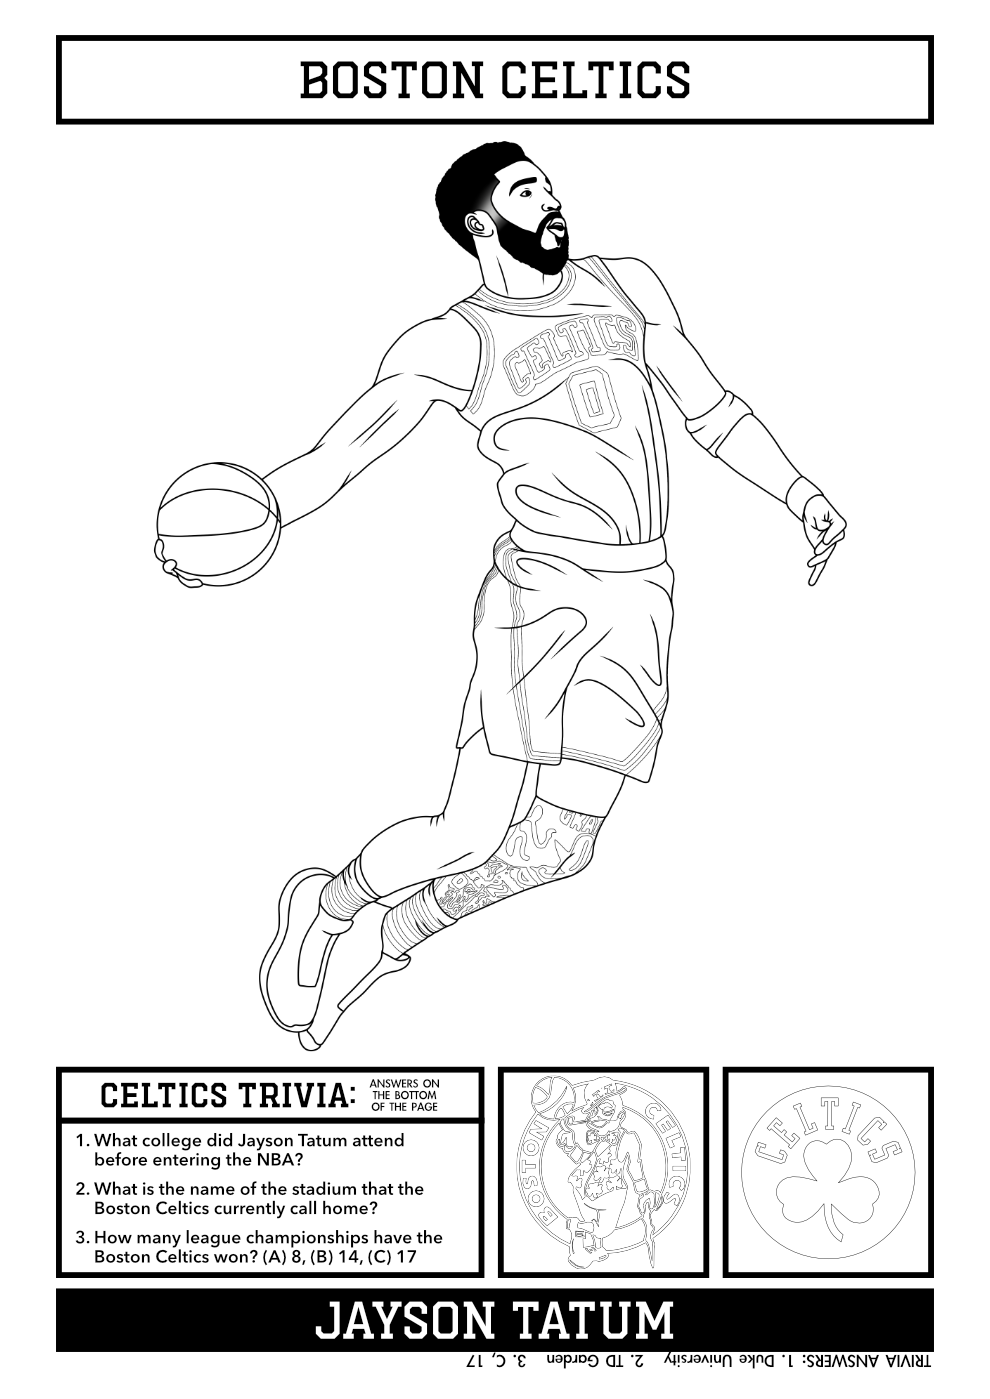 BOSTON CELTICS
CELTICS
0
CELTICS TRIVIA:
ANSWERS ON
THE BOTTOM
OF THE PAGE
1. What college did Jayson Tatum attend
before entering the NBA?
2. What is the name of the stadium that the
Boston Celtics currently call home?
3. How many league championships have the
Boston Celtics won? (A) 8, (B) 14, (C) 17
BOSTON CELTICS
CELTICS
JAYSON TATUM
TRIVIA ANSWERS: 1. Duke University 2. TD Garden 3. C, 17